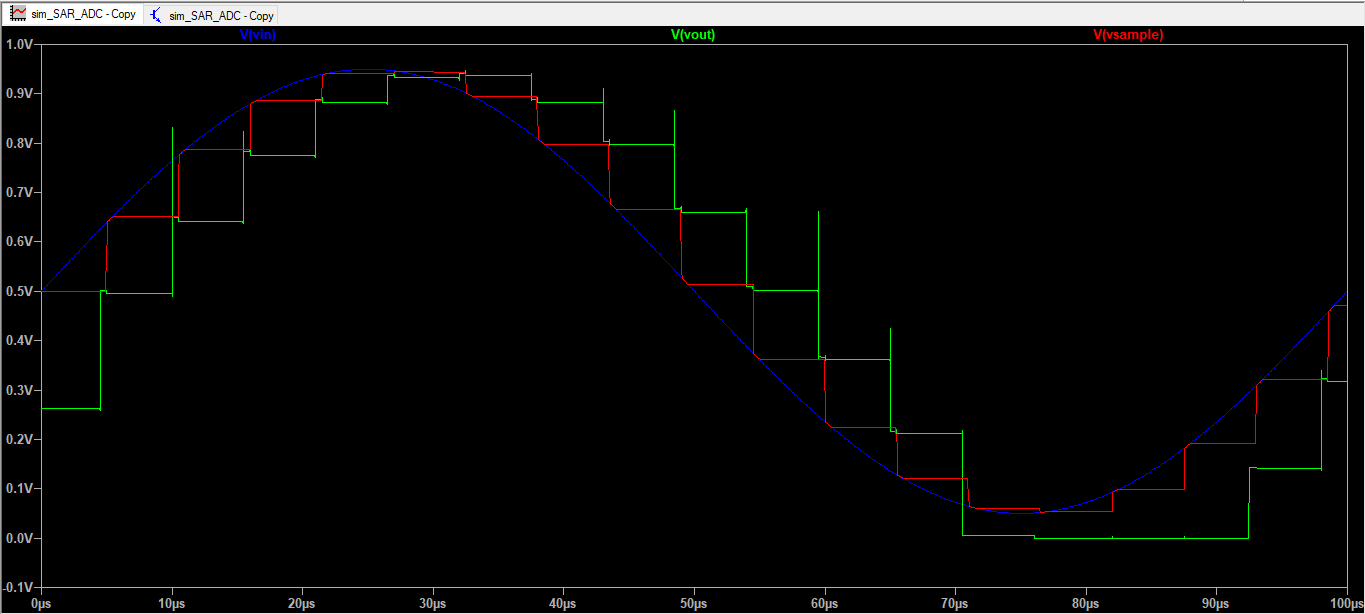 sim_SAR_ADC - Copy sim_SAR_ADC - Copy
V(vin) V(vout) V(vsample)
1.0V
0.9V
0.8V
0.7V
0.6V
0.5V
0.4V
0.3V
0.2V
0.1V
0.0V
-0.1V
0µs 10µs 20µs 30µs 40µs 50µs 60µs 70µs 80µs 90µs 100µs